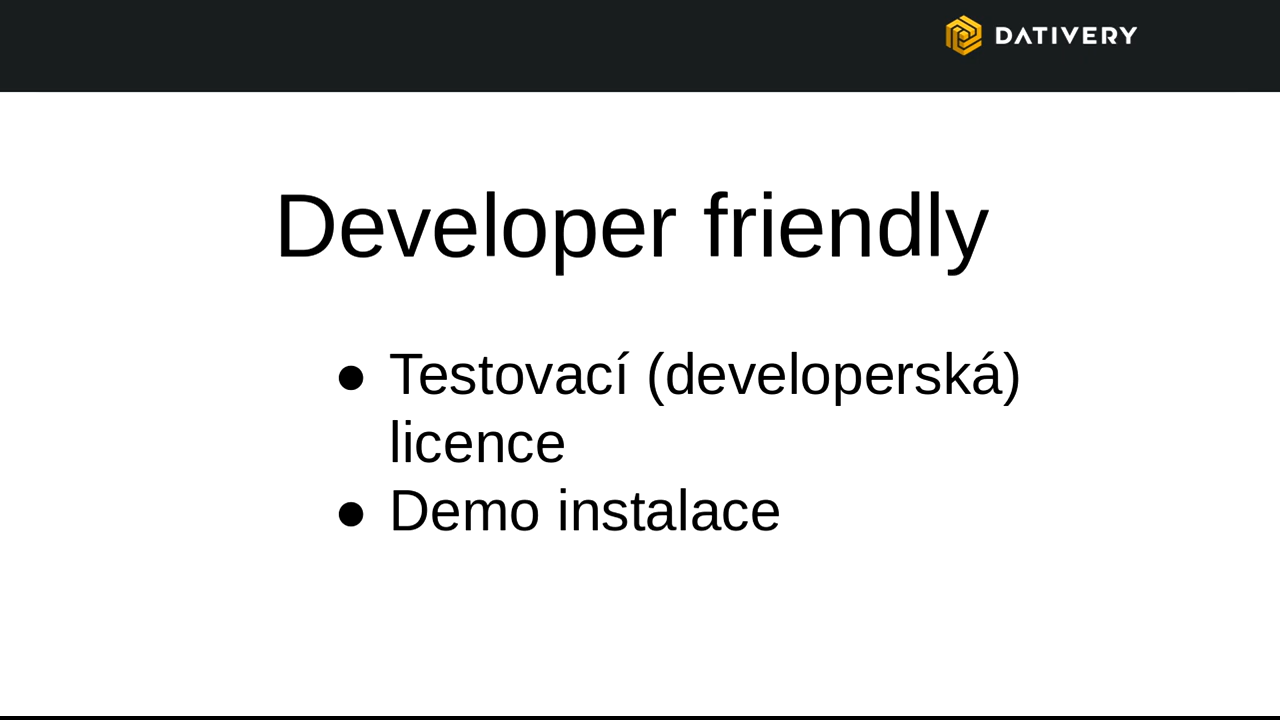 DATIVERY
Developer friendly
● Testovací (developerská)
licence
● Demo instalace